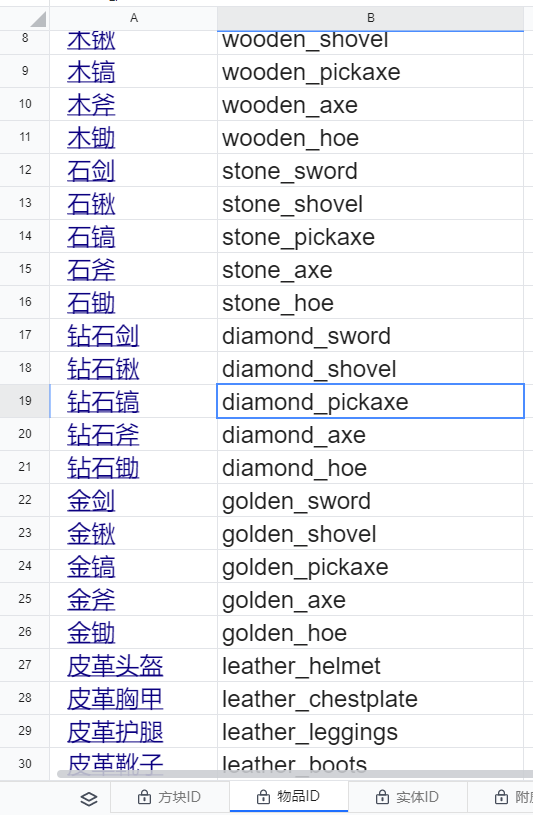 A B
8 木锹 wooden_shovel
9 木镐 wooden_pickaxe
10 木斧 wooden_axe
11 木锄 wooden_hoe
12 石剑 stone_sword
13 石锹 stone_shovel
14 石镐 stone_pickaxe
15 石斧 stone_axe
16 石锄 stone_hoe
17 钻石剑 diamond_sword
18 钻石锹 diamond_shovel
19 钻石镐 diamond_pickaxe
20 钻石斧 diamond_axe
21 钻石锄 diamond_hoe
22 金剑 golden_sword
23 金锹 golden_shovel
24 金镐 golden_pickaxe
25 金斧 golden_axe
26 金锄 golden_hoe
27 皮革头盔 leather_helmet
28 皮革胸甲 leather_chestplate
29 皮革护腿 leather_leggings
30 皮革靴子 leather_boots
方块ID 物品ID 实体ID 附